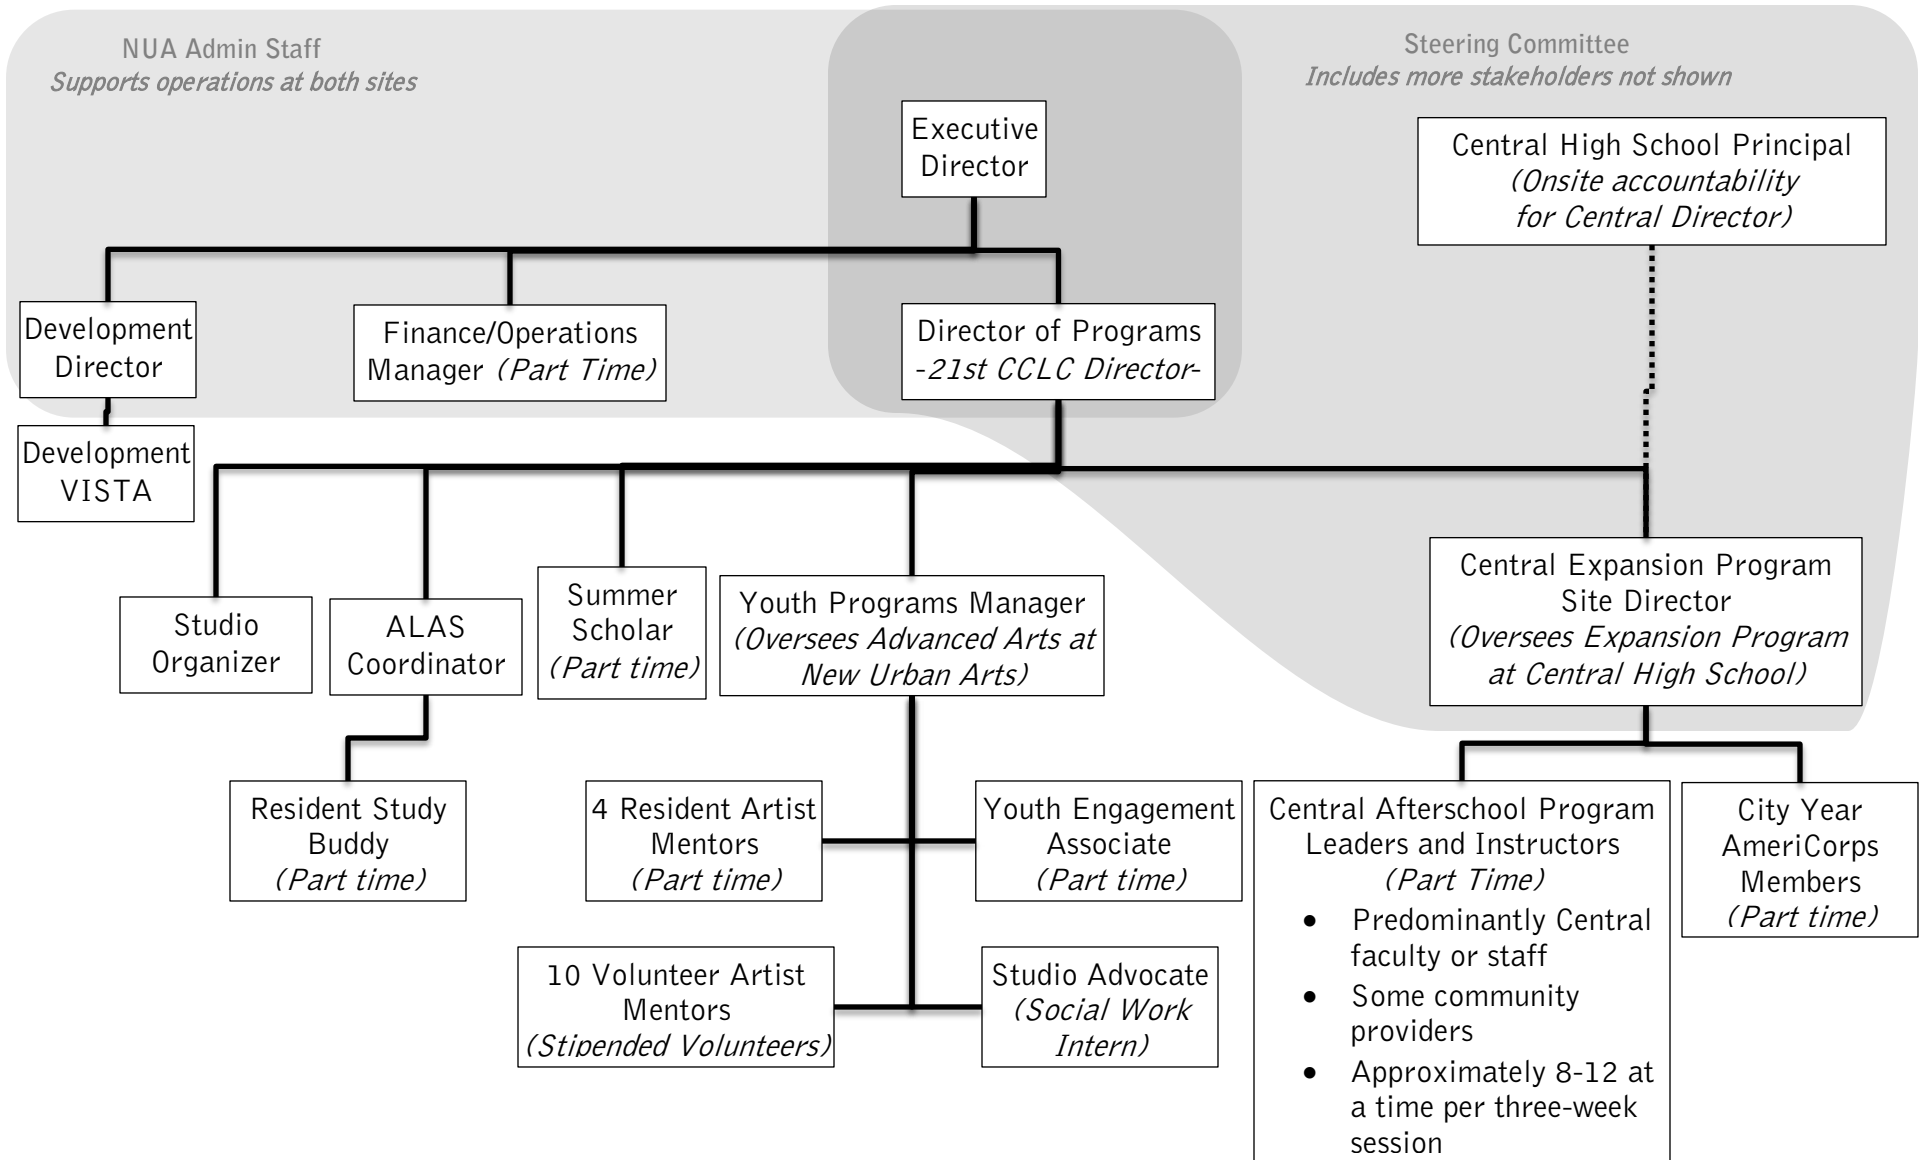 NUA Admin Staff
Supports operations at both sites
Steering Committee
Includes more stakeholders not shown
Executive
Director
Central High School Principal
(Onsite accountability
for Central Director)
Development
Director
Finance/Operations
Manager (Part Time)
Director of Programs
-21st CCLC Director-
Development
VISTA
Studio
Organizer
ALAS
Coordinator
Summer
Scholar
(Part time)
Youth Programs Manager
(Oversees Advanced Arts at
New Urban Arts)
Central Expansion Program
Site Director
(Oversees Expansion Program
at Central High School)
Resident Study
Buddy
(Part time)
4 Resident Artist
Mentors
(Part time)
Youth Engagement
Associate
(Part time)
Central Afterschool Program
Leaders and Instructors
(Part Time)
• Predominantly Central
faculty or staff
• Some community
providers
• Approximately 8-12 at
a time per three-week
session
City Year
AmeriCorps
Members
(Part time)
10 Volunteer Artist
Mentors
(Stipended Volunteers)
Studio Advocate
(Social Work
Intern)